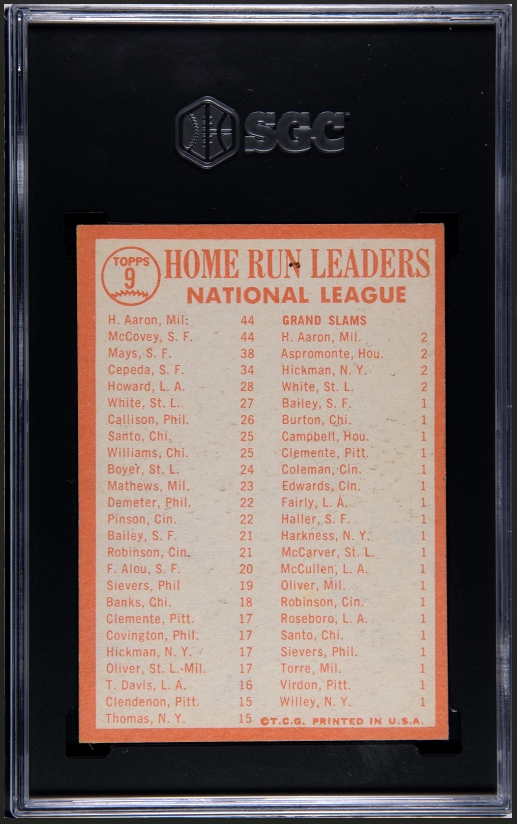 SGC
TOPPS
9
HOME RUN LEADERS
NATIONAL LEAGUE
H. Aaron, Mil. 44
McCovey, S. F. 44
Mays, S. F. 38
Cepeda, S. F. 34
Howard, L. A. 28
White, St. L. 27
Callison, Phil. 26
Santo, Chi. 25
Williams, Chi. 25
Boyer, St. L. 24
Mathews, Mil. 23
Demeter, Phil. 22
Pinson, Cin. 22
Bailey, S. F. 21
Robinson, Cin. 21
F. Alou, S. F. 20
Sievers, Phil 19
Banks, Chi. 18
Clemente, Pitt. 17
Covington, Phil. 17
Hickman, N. Y. 17
Oliver, St. L.-Mil. 17
T. Davis, L. A. 16
Clendenon, Pitt. 15
Thomas, N. Y. 15
GRAND SLAMS
H. Aaron, Mil. 2
Aspromonte, Hou. 2
Hickman, N. Y. 2
White, St. L. 2
Bailey, S. F. 1
Burton, Chi. 1
Campbell, Hou. 1
Clemente, Pitt. 1
Coleman, Cin. 1
Edwards, Cin. 1
Fairly, L. A. 1
Haller, S. F. 1
Harkness, N. Y. 1
McCarver, St. L. 1
McCullen, L. A. 1
Oliver, Mil. 1
Robinson, Cin. 1
Roseboro, L. A. 1
Santo, Chi. 1
Sievers, Phil. 1
Torre, Mil. 1
Virdon, Pitt. 1
Willey, N. Y. 1
©T.C.G. PRINTED IN U.S.A.